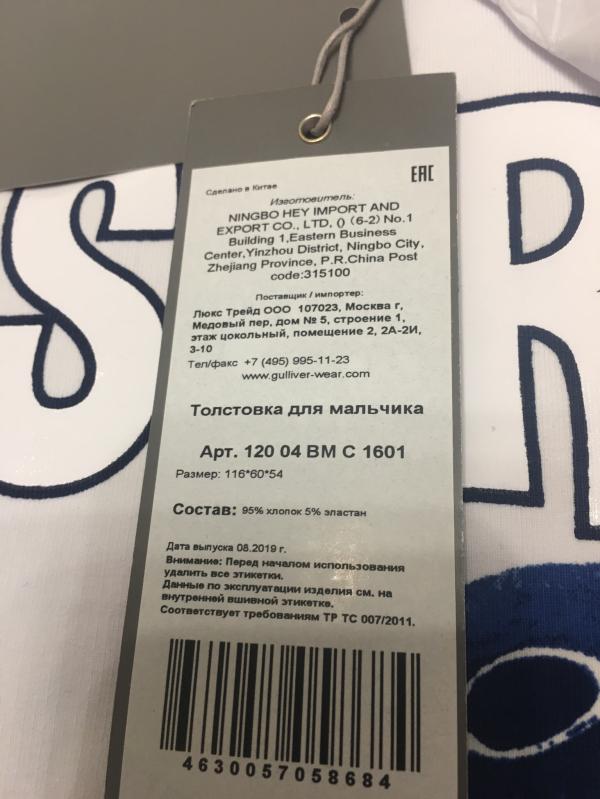 EAC
Сделано в Китае
Изготовитель:
NINGBO HEY IMPORT AND
EXPORT CO., LTD, () (6-2) No.1
Building 1,Eastern Business
Center,Yinzhou District, Ningbo City,
Zhejiang Province, P.R.China Post
code:315100
Поставщик / импортер:
Люкс Трейд ООО 107023, Москва г,
Медовый пер, дом № 5, строение 1,
этаж цокольный, помещение 2, 2А-2И,
3-10
Тел/факс +7 (495) 995-11-23
www.gulliver-wear.com
Толстовка для мальчика
Арт. 120 04 BM C 1601
Размер: 116*60*54
Состав: 95% хлопок 5% эластан
Дата выпуска 08.2019 г.
Внимание: Перед началом использования
удалить все этикетки.
Данные по эксплуатации изделия см. на
внутренней вшивной этикетке.
Соответствует требованиям ТР ТС 007/2011.
4630057058684
S R